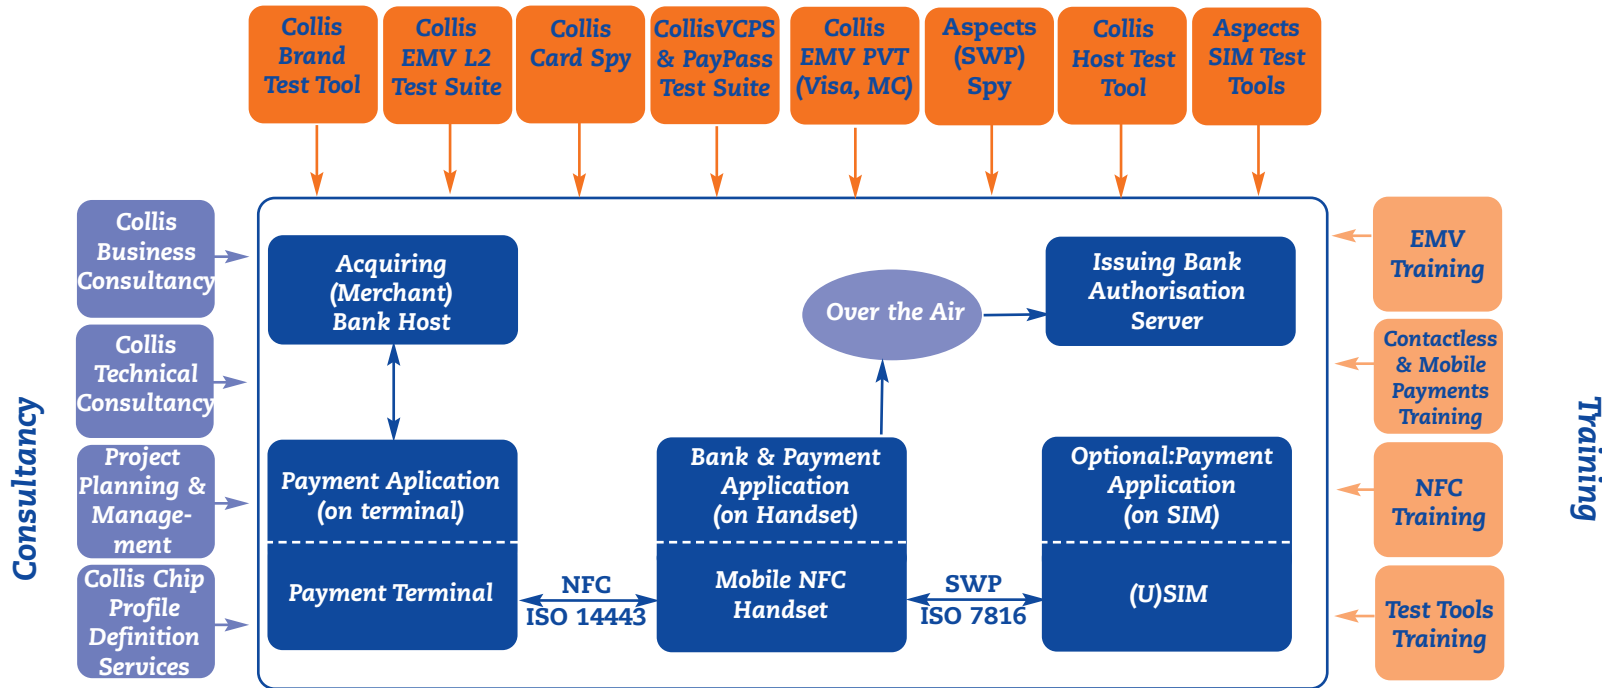 Collis
Brand
Test Tool
Collis
EMV L2
Test Suite
Collis
Card Spy
CollisVCPS
& PayPass
Test Suite
Collis
EMV PVT
(Visa, MC)
Aspects
(SWP)
Spy
Collis
Host Test
Tool
Aspects
SIM Test
Tools
Consultancy
Collis
Business
Consultancy
Collis
Technical
Consultancy
Project
Planning &
Manage-
ment
Collis Chip
Profile
Definition
Services
Acquiring
(Merchant)
Bank Host
Over the Air
Issuing Bank
Authorisation
Server
Payment Aplication
(on terminal)
Payment Terminal
NFC
ISO 14443
Bank & Payment
Application
(on Handset)
Mobile NFC
Handset
SWP
ISO 7816
Optional:Payment
Application
(on SIM)
(U)SIM
EMV
Training
Contactless
& Mobile
Payments
Training
NFC
Training
Test Tools
Training
Training